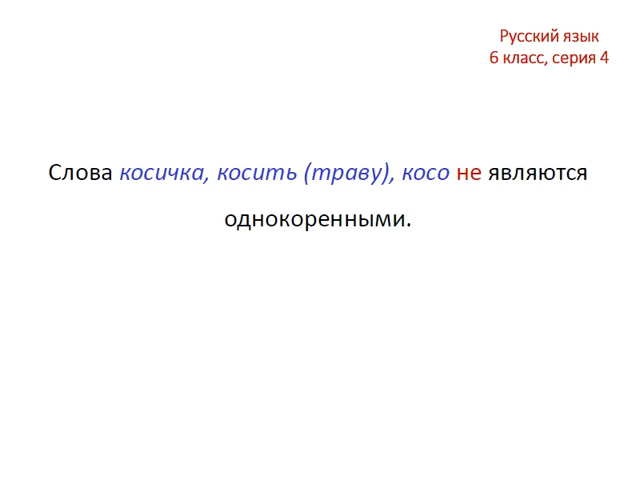 Русский язык
6 класс, серия 4
Слова косичка, косить (траву), косо не являются
однокоренными.